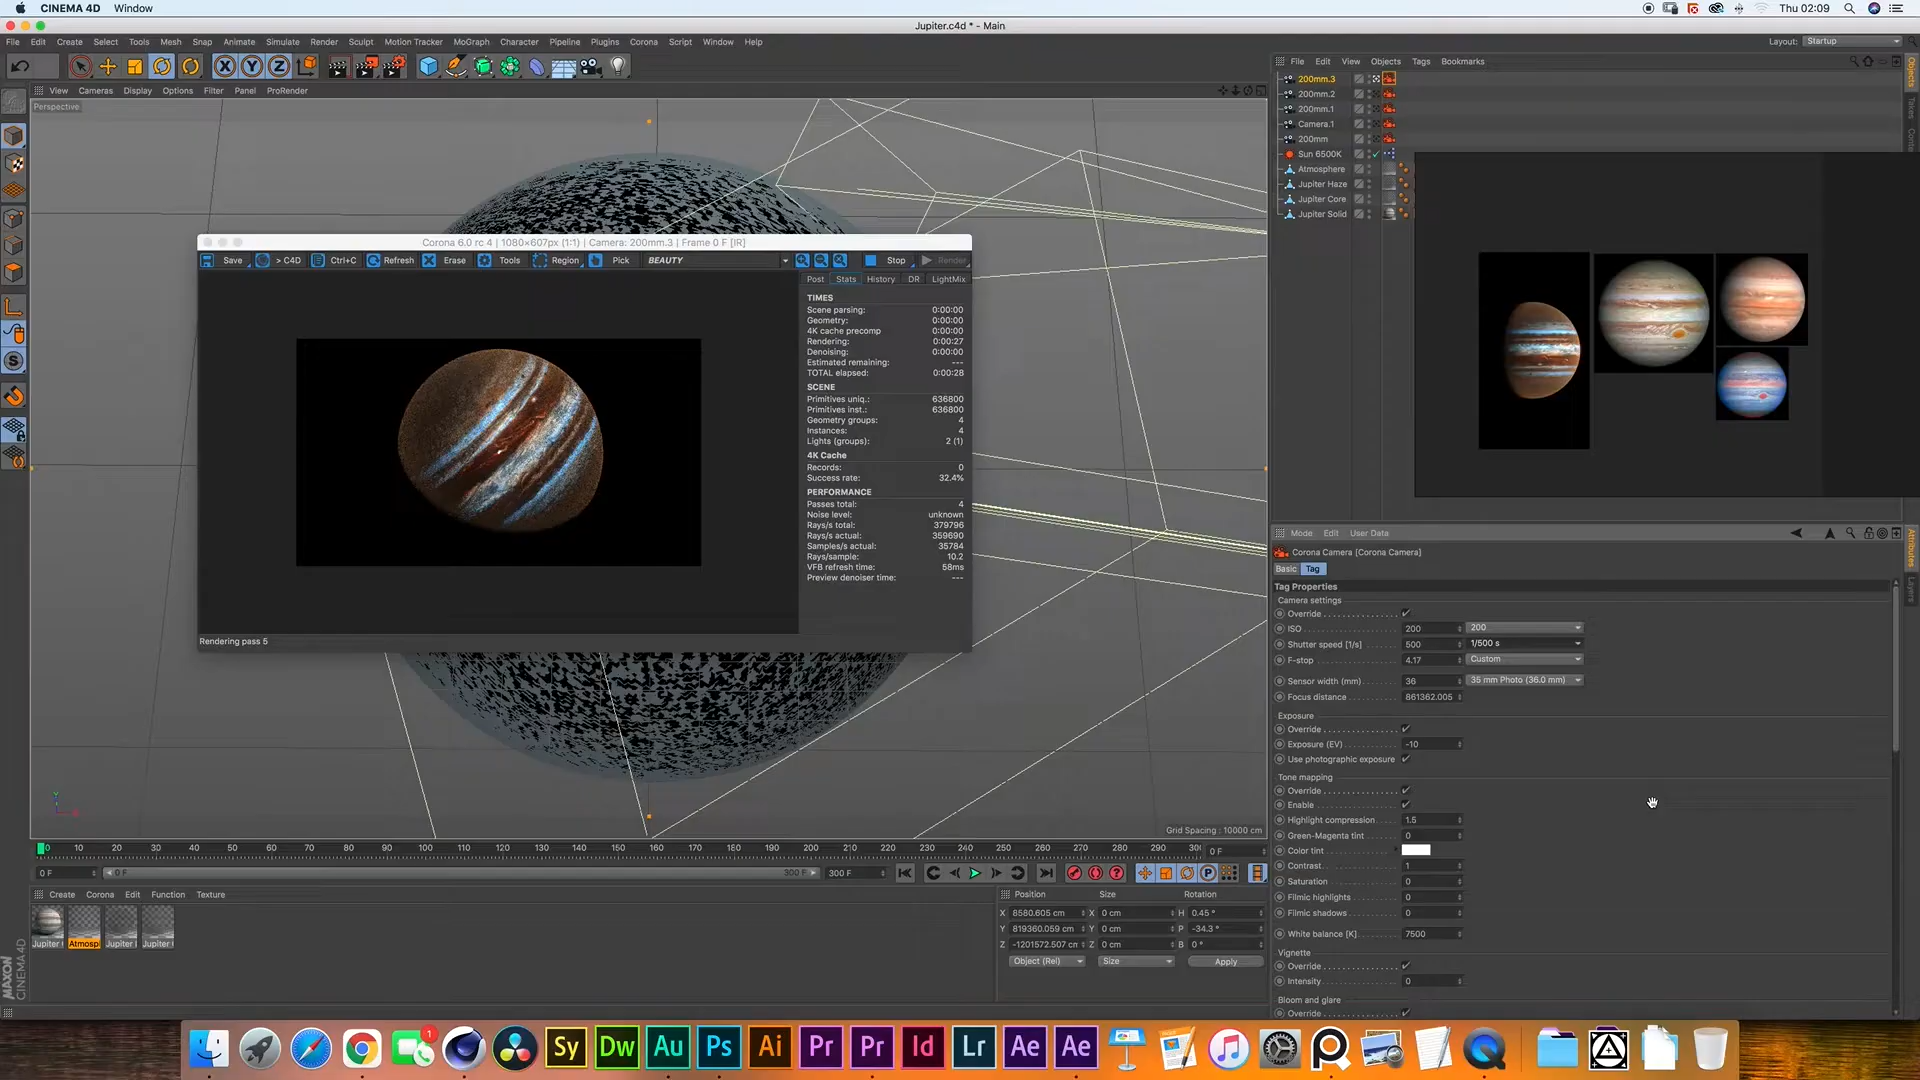 CINEMA 4D Window
Thu 02:09
Jupiter.c4d * - Main
File Edit Create Select Tools Mesh Snap Animate Simulate Render Sculpt Motion Tracker MoGraph Character Pipeline Plugins Corona Script Window Help
Layout: Startup
View Cameras Display Options Filter Panel ProRender
Perspective
File Edit View Objects Tags Bookmarks
200mm.3
200mm.2
200mm.1
Camera.1
200mm
Sun 6500K
Atmosphere
Jupiter Haze
Jupiter Core
Jupiter Solid
Objects
Takes
Corona 6.0 rc 4 | 1080×607px (1:1) | Camera: 200mm.3 | Frame 0 F [IR]
Save > C4D Ctrl+C Refresh Erase Tools Region Pick BEAUTY Stop Render
Post Stats History DR LightMix
TIMES
Scene parsing: 0:00:00
Geometry: 0:00:00
4K cache precomp 0:00:00
Rendering: 0:00:27
Denoising: 0:00:00
Estimated remaining: ---
TOTAL elapsed: 0:00:28
SCENE
Primitives uniq.: 636800
Primitives inst.: 636800
Geometry groups: 4
Instances: 4
Lights (groups): 2 (1)
4K Cache
Records: 0
Success rate: 32.4%
PERFORMANCE
Passes total: 4
Noise level: unknown
Rays/s total: 379796
Rays/s actual: 359690
Samples/s actual: 35784
Rays/sample: 10.2
VFB refresh time: 58ms
Preview denoiser time: ---
Rendering pass 5
Grid Spacing : 10000 cm
Mode Edit User Data
Attributes
Layers
Corona Camera [Corona Camera]
Basic Tag
Tag Properties
Camera settings
Override
ISO 200 200
Shutter speed [1/s] 500 1/500 s
F-stop 4.17 Custom
Sensor width (mm) 36 35 mm Photo (36.0 mm)
Focus distance 861362.005
Exposure
Override
Exposure (EV) -10
Use photographic exposure
Tone mapping
Override
Enable
Highlight compression 1.5
Green-Magenta tint 0
Color tint
Contrast 1
Saturation 0
Filmic highlights 0
Filmic shadows 0
White balance [K] 7500
Vignette
Override
Intensity 0
Bloom and glare
Override
0 10 20 30 40 50 60 70 80 90 100 110 120 130 140 150 160 170 180 190 200 210 220 230 240 250 260 270 280 290 0 F
0 F 0 F 300 F 300 F
Create Corona Edit Function Texture
Jupiter Atmosp Jupiter Jupiter
Position Size Rotation
X 8580.605 cm X 0 cm H 0.45 °
Y 819360.059 cm Y 0 cm P -34.3 °
Z -1201572.507 cm Z 0 cm B 0 °
Object (Rel) Size Apply
MAXON
CINEMA 4D
1
Sy Dw Au Ps Ai Pr Pr Id Lr Ae Ae